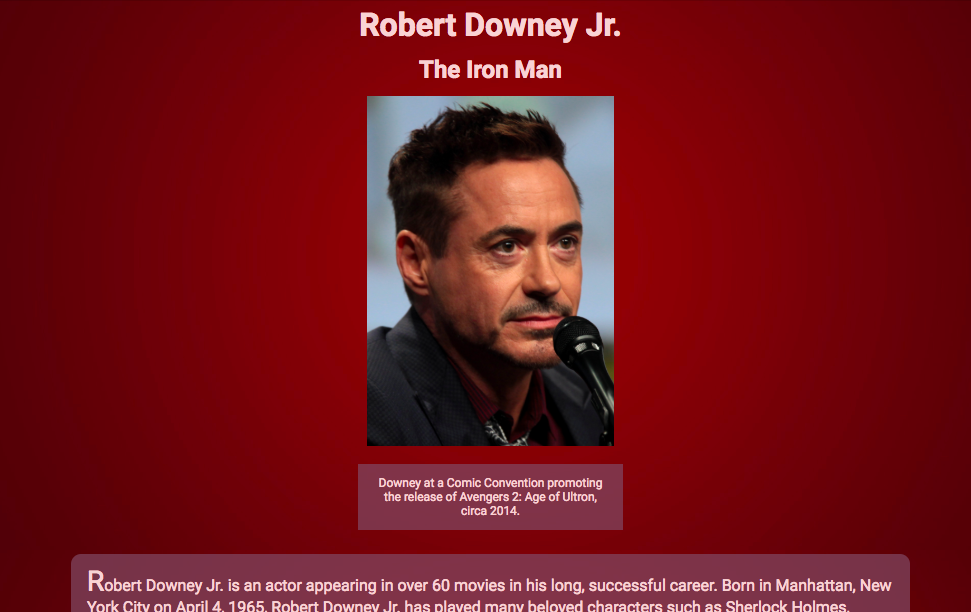 Robert Downey Jr.
The Iron Man
Downey at a Comic Convention promoting
the release of Avengers 2: Age of Ultron,
circa 2014.
Robert Downey Jr. is an actor appearing in over 60 movies in his long, successful career. Born in Manhattan, New
York City on April 4, 1965, Robert Downey Jr. has played many beloved characters such as Sherlock Holmes,